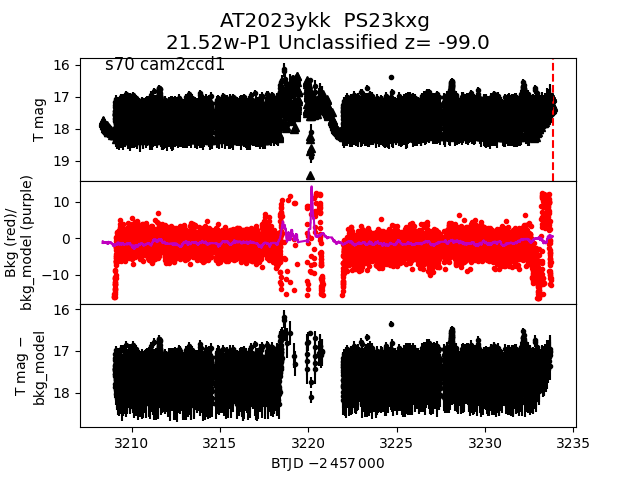 AT2023ykk  PS23kxg
21.52w-P1 Unclassified z= -99.0
s70 cam2ccd1
T mag
16
17
18
19
Bkg (red)/
bkg_model (purple)
10
0
−10
T mag −
bkg_model
16
17
18
3210 3215 3220 3225 3230 3235
BTJD −2 457 000